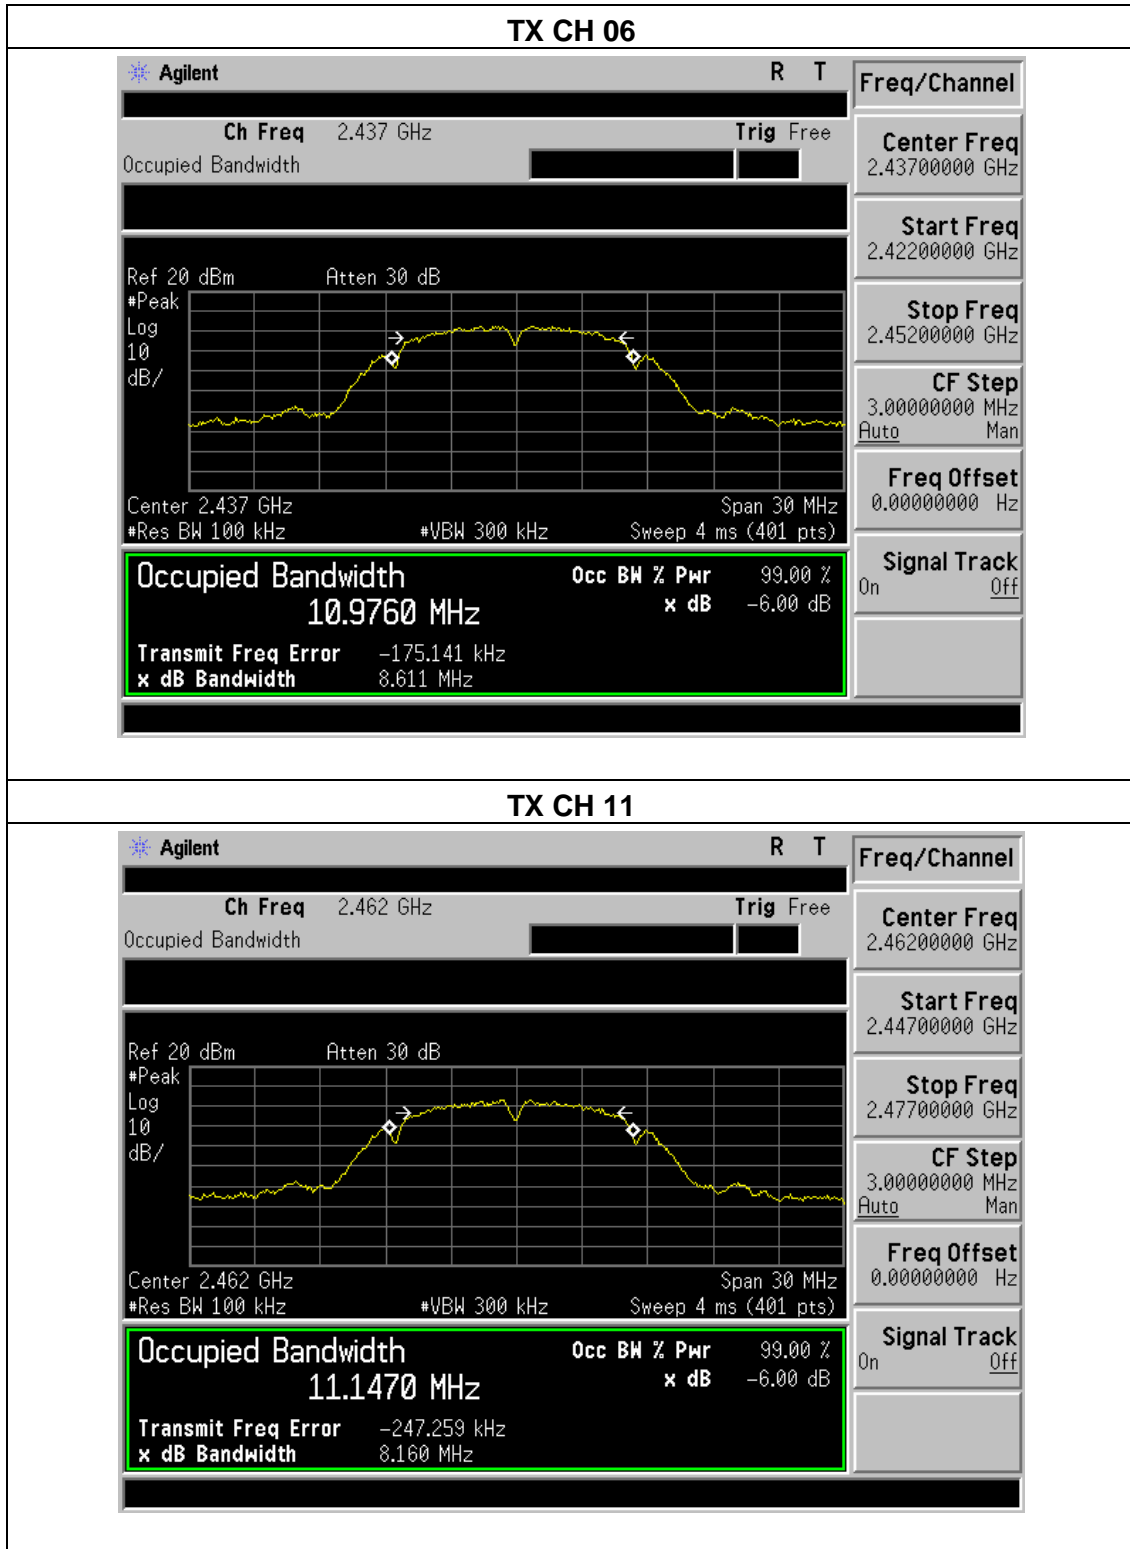 TX CH 06
Agilent R T
Freq/Channel
Ch Freq 2.437 GHz Trig Free
Occupied Bandwidth
Center Freq
2.43700000 GHz
Start Freq
2.42200000 GHz
Stop Freq
2.45200000 GHz
CF Step
3.00000000 MHz
Auto Man
Freq Offset
0.00000000 Hz
Signal Track
On Off
Ref 20 dBm Atten 30 dB
#Peak
Log
10
dB/
Center 2.437 GHz Span 30 MHz
#Res BW 100 kHz #VBW 300 kHz Sweep 4 ms (401 pts)
Occupied Bandwidth Occ BW % Pwr 99.00 %
10.9760 MHz x dB -6.00 dB
Transmit Freq Error -175.141 kHz
x dB Bandwidth 8.611 MHz
TX CH 11
Agilent R T
Freq/Channel
Ch Freq 2.462 GHz Trig Free
Occupied Bandwidth
Center Freq
2.46200000 GHz
Start Freq
2.44700000 GHz
Stop Freq
2.47700000 GHz
CF Step
3.00000000 MHz
Auto Man
Freq Offset
0.00000000 Hz
Signal Track
On Off
Ref 20 dBm Atten 30 dB
#Peak
Log
10
dB/
Center 2.462 GHz Span 30 MHz
#Res BW 100 kHz #VBW 300 kHz Sweep 4 ms (401 pts)
Occupied Bandwidth Occ BW % Pwr 99.00 %
11.1470 MHz x dB -6.00 dB
Transmit Freq Error -247.259 kHz
x dB Bandwidth 8.160 MHz